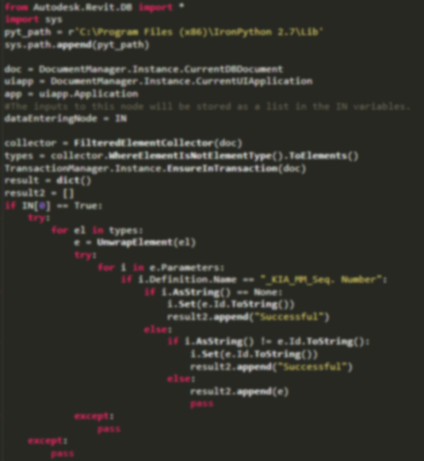 from Autodesk.Revit.DB import *
import sys
pyt_path = r'C:\Program Files (x86)\IronPython 2.7\Lib'
sys.path.append(pyt_path)

doc = DocumentManager.Instance.CurrentDBDocument
uiapp = DocumentManager.Instance.CurrentUIApplication
app = uiapp.Application
#The inputs to this node will be stored as a list in the IN variables.
dataEnteringNode = IN

collector = FilteredElementCollector(doc)
types = collector.WhereElementIsNotElementType().ToElements()
TransactionManager.Instance.EnsureInTransaction(doc)
result = dict()
result2 = []
if IN[0] == True:
    try:
        for el in types:
            e = UnwrapElement(el)
            try:
                for i in e.Parameters:
                    if i.Definition.Name == "_KIA_MM_Seq. Number":
                        if i.AsString() == None:
                            i.Set(e.Id.ToString())
                            result2.append("Successful")
                        else:
                            if i.AsString() != e.Id.ToString():
                                i.Set(e.Id.ToString())
                                result2.append("Successful")
                            else:
                                result2.append(e)
                                pass
            except:
                pass
    except:
        pass